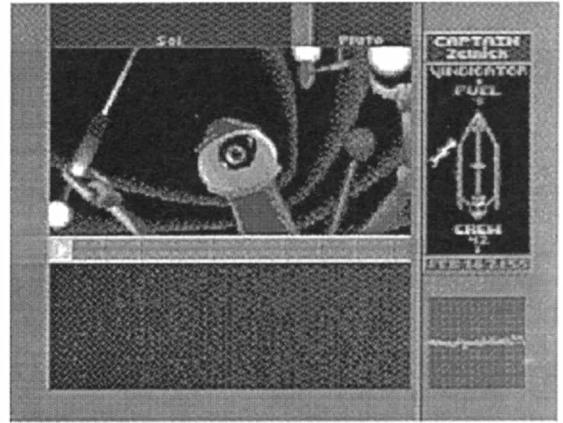 Sol Pluto
CAPTAIN
Zelnick
VINDICATOR
FUEL
CREW
42